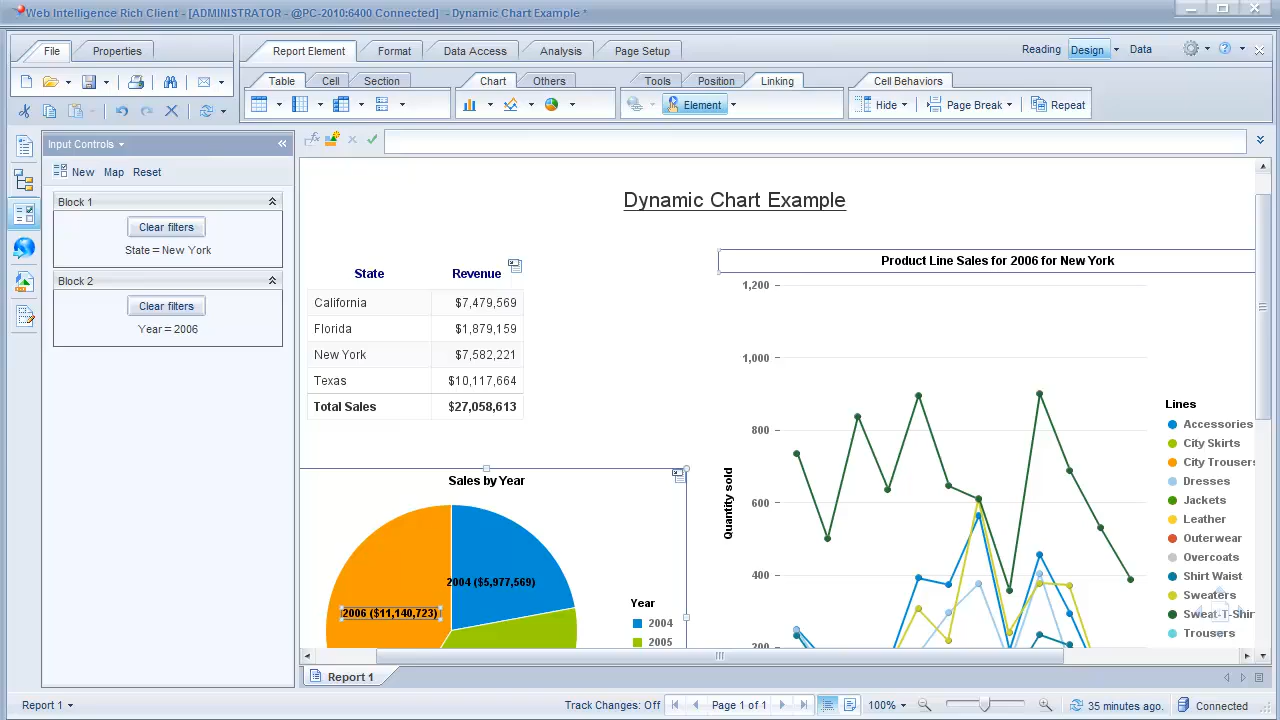 Web Intelligence Rich Client - [ADMINISTRATOR - @PC-2010:6400 Connected] - Dynamic Chart Example *
File Properties Report Element Format Data Access Analysis Page Setup Reading Design Data
Table Cell Section Chart Others Tools Position Linking Cell Behaviors
Element Hide Page Break Repeat
Input Controls
New Map Reset
Block 1
Clear filters
State = New York
Block 2
Clear filters
Year = 2006
Dynamic Chart Example
State Revenue
California $7,479,569
Florida $1,879,159
New York $7,582,221
Texas $10,117,664
Total Sales $27,058,613
Sales by Year
2004 ($5,977,569)
2006 ($11,140,723)
Year
2004
2005
Product Line Sales for 2006 for New York
1,200
1,000
800
600
400
200
Quantity sold
Lines
Accessories
City Skirts
City Trousers
Dresses
Jackets
Leather
Outerwear
Overcoats
Shirt Waist
Sweaters
Sweat-T-Shir
Trousers
Report 1
Report 1 Track Changes: Off Page 1 of 1 100% 35 minutes ago. Connected